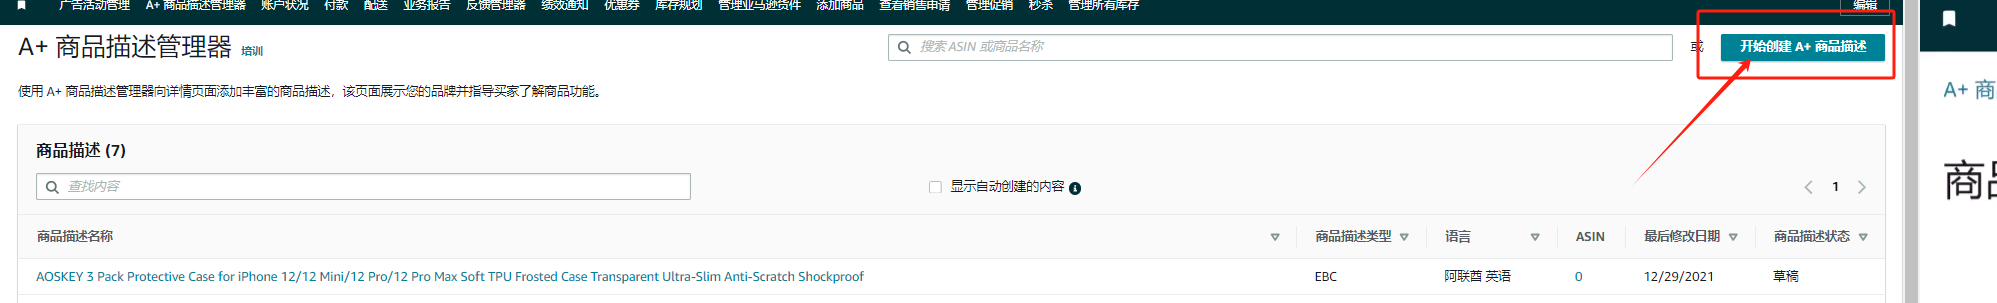 广告活动管理 A+ 商品描述管理器 账户状况 付款 配送 业务报告 反馈管理器 绩效通知 优惠券 库存规划 管理亚马逊货件 添加商品 查看销售申请 管理促销 秒杀 管理所有库存 编辑
A+ 商品描述管理器 培训 搜索 ASIN 或商品名称 或 开始创建 A+ 商品描述
使用 A+ 商品描述管理器向详情页面添加丰富的商品描述，该页面展示您的品牌并指导买家了解商品功能。
A+ 商
商品描述 (7)
查找内容 显示自动创建的内容 1
商
商品描述名称 商品描述类型 语言 ASIN 最后修改日期 商品描述状态
AOSKEY 3 Pack Protective Case for iPhone 12/12 Mini/12 Pro/12 Pro Max Soft TPU Frosted Case Transparent Ultra-Slim Anti-Scratch Shockproof EBC 阿联酋 英语 0 12/29/2021 草稿